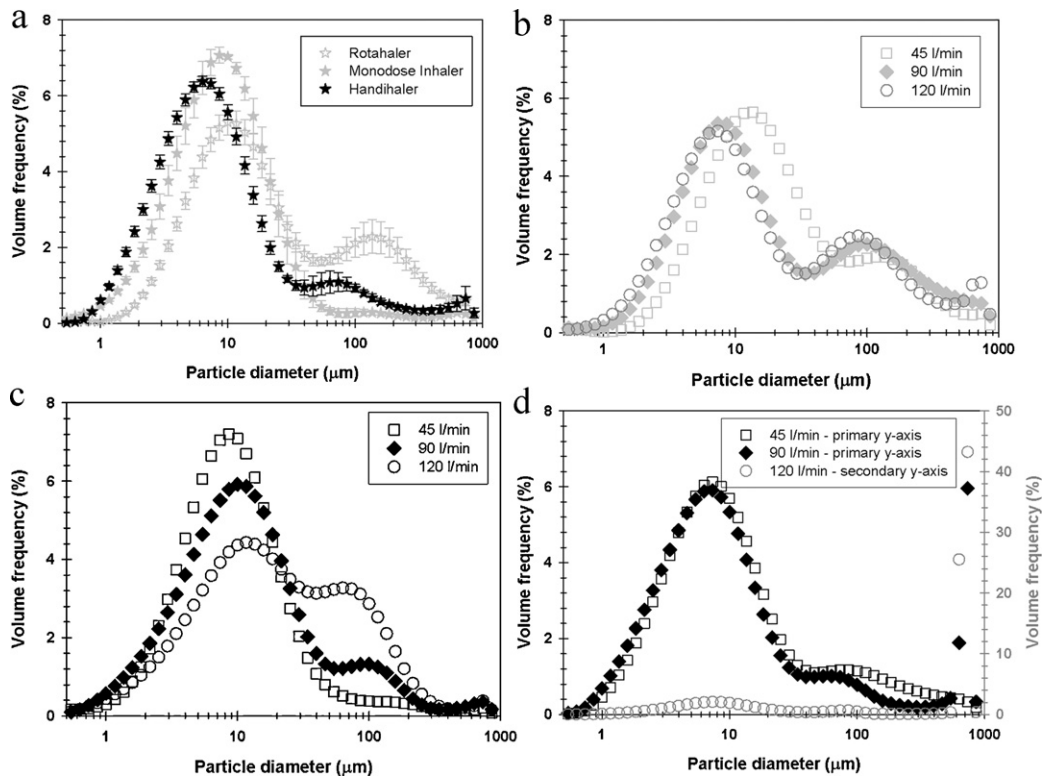 a
8
6
4
2
0
Volume frequency (%)
1
10
100
1000
Particle diameter (μm)
Rotahaler
Monodose Inhaler
Handihaler
b
8
6
4
2
0
Volume frequency (%)
1
10
100
1000
Particle diameter (μm)
45 l/min
90 l/min
120 l/min
c
8
6
4
2
0
Volume frequency (%)
1
10
100
1000
Particle diameter (μm)
45 l/min
90 l/min
120 l/min
d
8
6
4
2
0
Volume frequency (%)
1
10
100
1000
Particle diameter (μm)
45 l/min - primary y-axis
90 l/min - primary y-axis
120 l/min - secondary y-axis
50
40
30
20
10
0
Volume frequency (%)